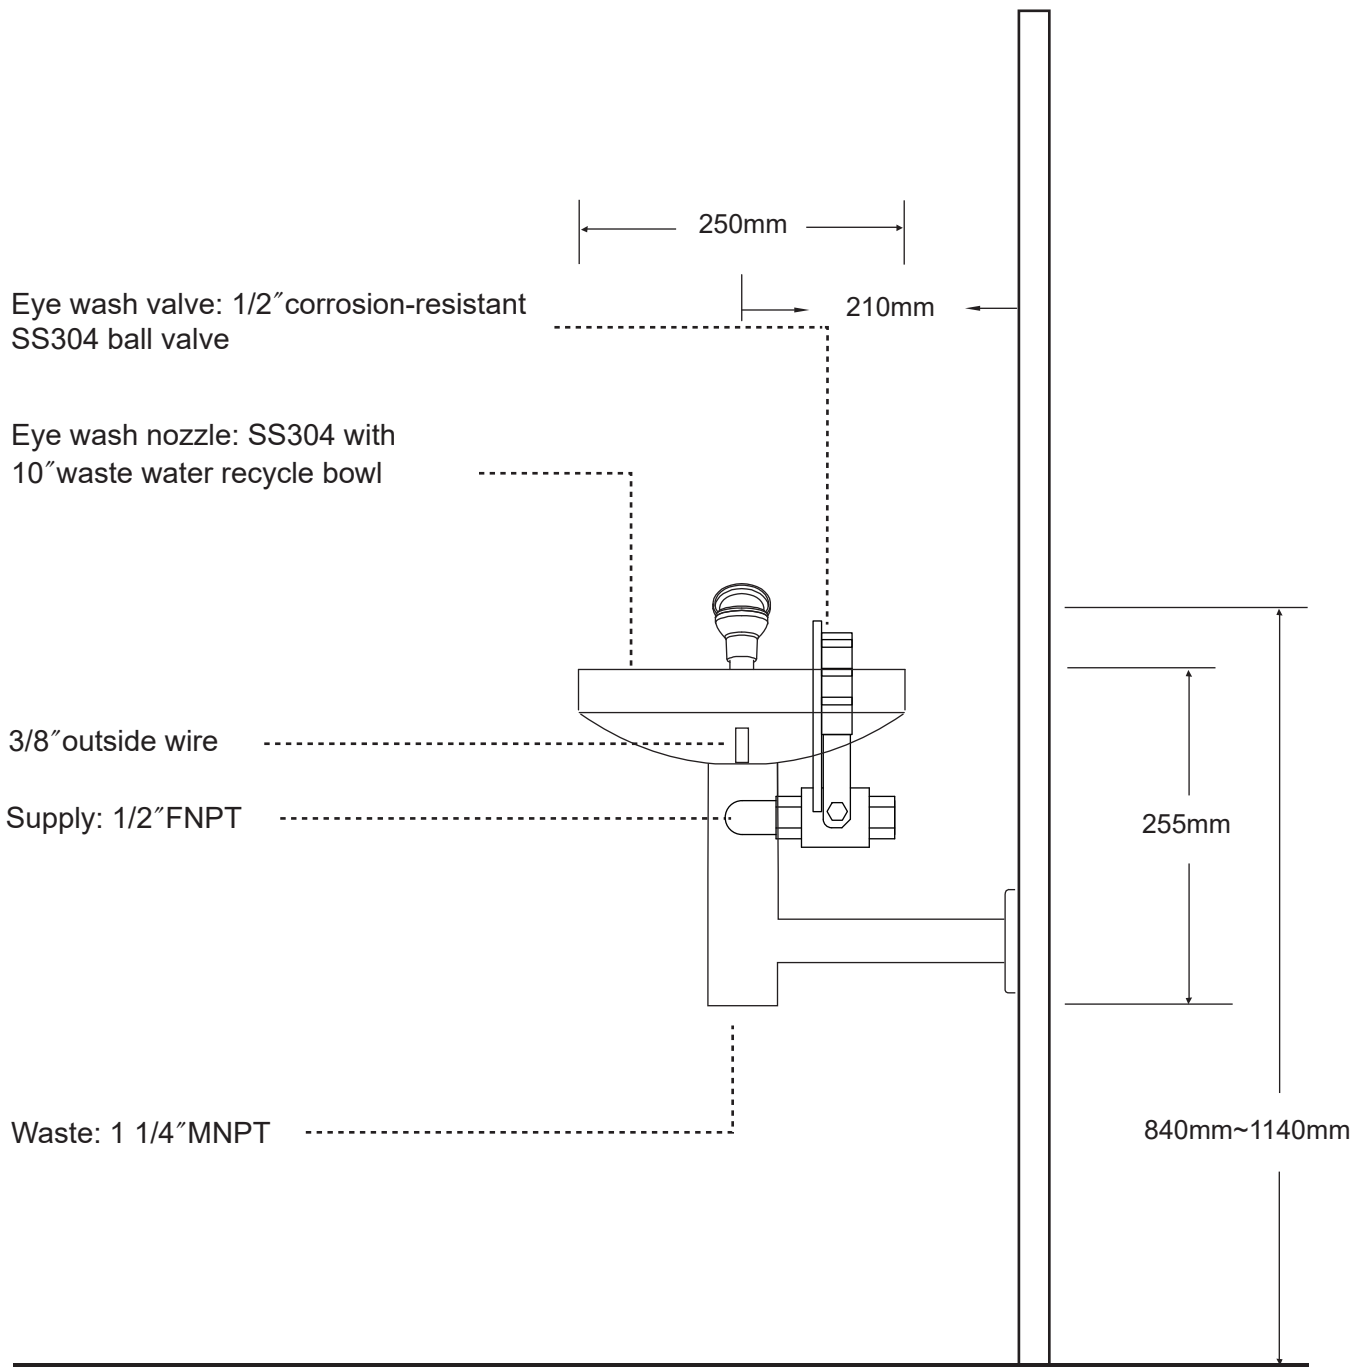 250mm
Eye wash valve: 1/2″corrosion-resistant
SS304 ball valve
210mm
Eye wash nozzle: SS304 with
10″waste water recycle bowl
3/8″outside wire
Supply: 1/2″FNPT
255mm
Waste: 1 1/4″MNPT
840mm~1140mm